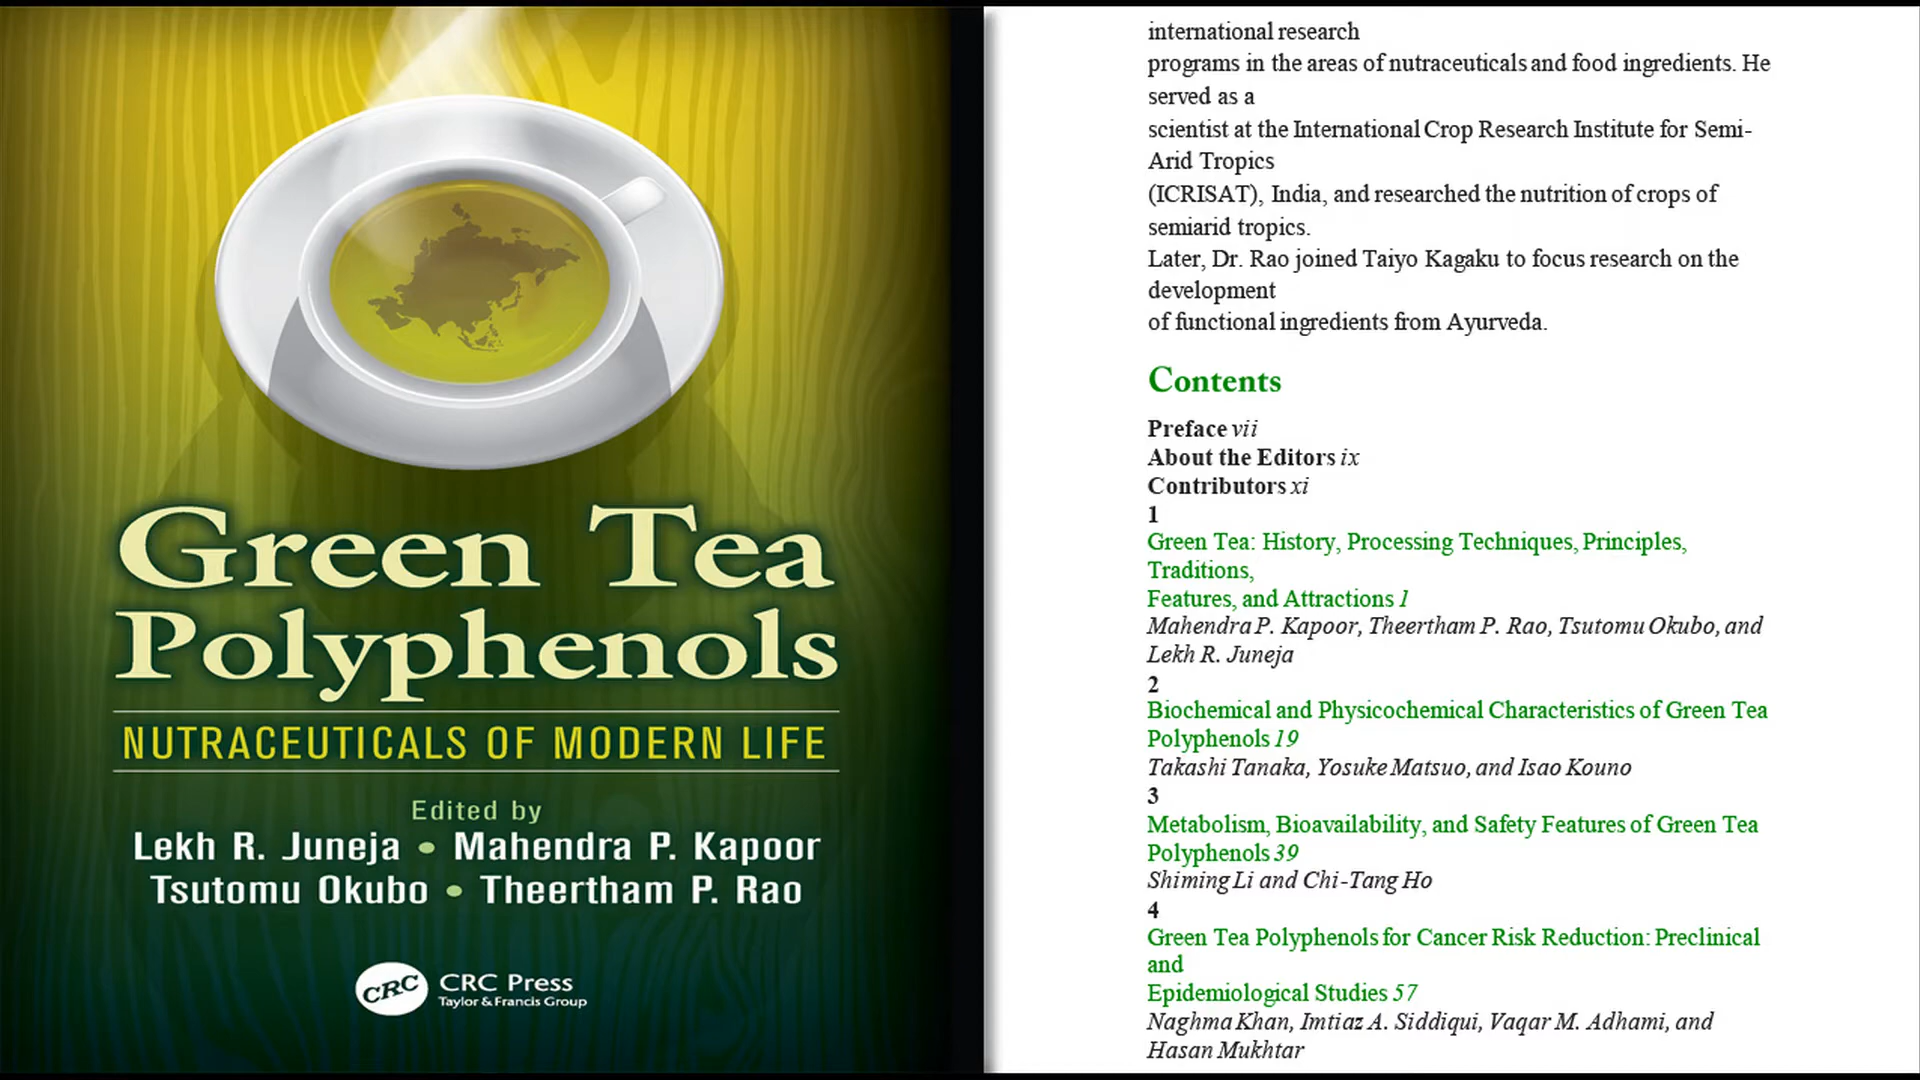 Green Tea
Polyphenols
NUTRACEUTICALS OF MODERN LIFE
Edited by
Lekh R. Juneja • Mahendra P. Kapoor
Tsutomu Okubo • Theertham P. Rao
CRC
CRC Press
Taylor & Francis Group
international research
programs in the areas of nutraceuticals and food ingredients. He
served as a
scientist at the International Crop Research Institute for Semi-
Arid Tropics
(ICRISAT), India, and researched the nutrition of crops of
semiarid tropics.
Later, Dr. Rao joined Taiyo Kagaku to focus research on the
development
of functional ingredients from Ayurveda.
Contents
Preface vii
About the Editors ix
Contributors xi
1
Green Tea: History, Processing Techniques, Principles,
Traditions,
Features, and Attractions 1
Mahendra P. Kapoor, Theertham P. Rao, Tsutomu Okubo, and
Lekh R. Juneja
2
Biochemical and Physicochemical Characteristics of Green Tea
Polyphenols 19
Takashi Tanaka, Yosuke Matsuo, and Isao Kouno
3
Metabolism, Bioavailability, and Safety Features of Green Tea
Polyphenols 39
Shiming Li and Chi-Tang Ho
4
Green Tea Polyphenols for Cancer Risk Reduction: Preclinical
and
Epidemiological Studies 57
Naghma Khan, Imtiaz A. Siddiqui, Vaqar M. Adhami, and
Hasan Mukhtar